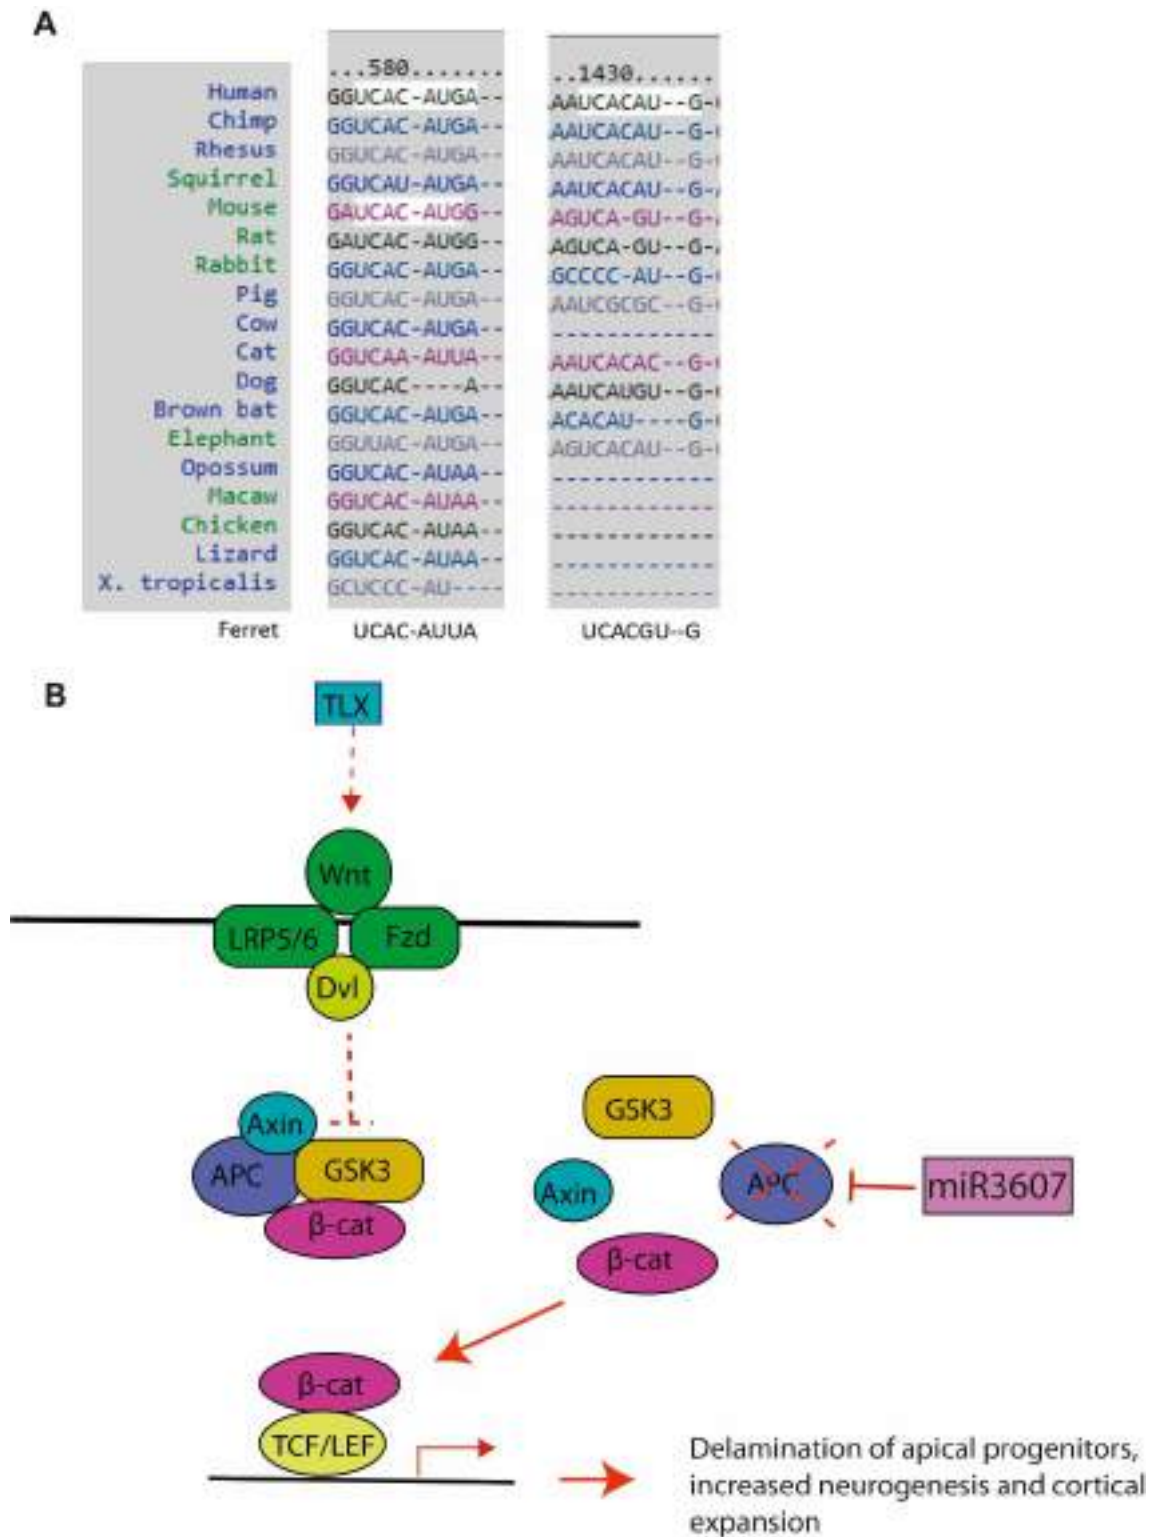 A
...580.......
..1430......
Human GGUCAC-AUGA-- AAUCACAU--G-
Chimp GGUCAC-AUGA-- AAUCACAU--G-
Rhesus GGUCAC-AUGA-- AAUCACAU--G-
Squirrel GGUCAU-AUGA-- AAUCACAU--G-
Mouse GAUCAC-AUGG-- AGUCA-GU--G-
Rat GAUCAC-AUGG-- AGUCA-GU--G-
Rabbit GGUCAC-AUGA-- GCCCC-AU--G-
Pig GGUCAC-AUGA-- AAUCGCGC--G-
Cow GGUCAC-AUGA-- ------------
Cat GGUCAA-AUUA-- AAUCACAC--G-
Dog GGUCAC----A-- AAUCAUGU--G-
Brown bat GGUCAC-AUGA-- ACACAU----G-
Elephant GGUUAC-AUGA-- AGUCACAU--G-
Opossum GGUCAC-AUAA-- ------------
Macaw GGUCAC-AUAA-- ------------
Chicken GGUCAC-AUAA-- ------------
Lizard GGUCAC-AUAA-- ------------
X. tropicalis GCUCCC-AU---- ------------
Ferret UCAC-AUUA UCACGU--G
B
TLX
Wnt
LRP5/6
Fzd
Dvl
Axin
APC
GSK3
β-cat
GSK3
Axin
APC
miR3607
β-cat
β-cat
TCF/LEF
Delamination of apical progenitors,
increased neurogenesis and cortical
expansion